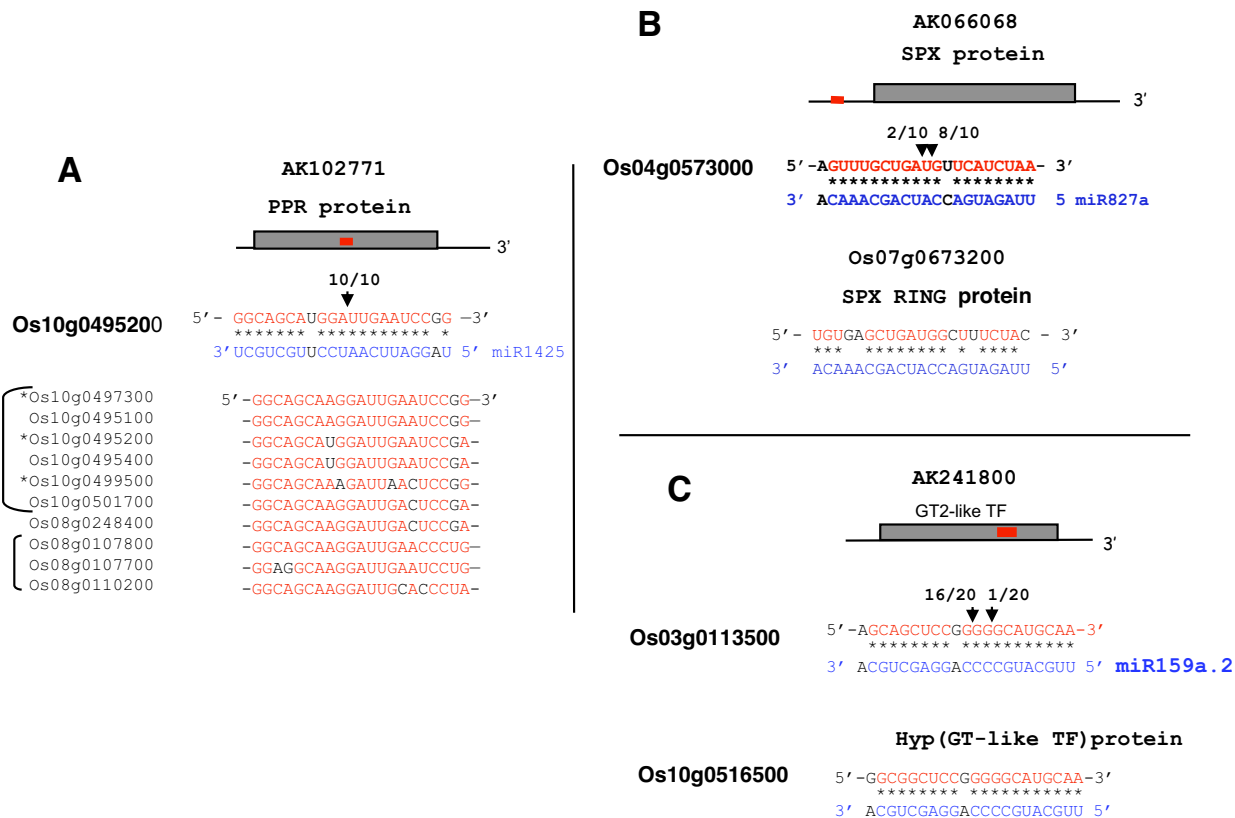 A
AK102771
PPR protein
3′
10/10
Os10g0495200
5′- GGCAGCAUGGAUUGAAUCCGG —3′
******* *********** *
3′UCGUCGUUCCUAACUUAGGAU 5′ miR1425
*Os10g0497300 5′-GGCAGCAAGGAUUGAAUCCGG—3′
Os10g0495100 -GGCAGCAAGGAUUGAAUCCGG—
*Os10g0495200 -GGCAGCAUGGAUUGAAUCCGA-
Os10g0495400 -GGCAGCAUGGAUUGAAUCCGA-
*Os10g0499500 -GGCAGCAAAGAUUAACUCCGG—
Os10g0501700 -GGCAGCAAGGAUUGACUCCGA-
Os08g0248400 -GGCAGCAAGGAUUGACUCCGA-
Os08g0107800 -GGCAGCAAGGAUUGAACCCUG—
Os08g0107700 -GGAGGCAAGGAUUGAAUCCUG—
Os08g0110200 -GGCAGCAAGGAUUGCACCCUA-
B
AK066068
SPX protein
3′
2/10 8/10
Os04g0573000
5′-AGUUUGCUGAUGUUCAUCUAA- 3′
*********** ********
3′ ACAAACGACUACCAGUAGAUU 5 miR827a
Os07g0673200
SPX RING protein
5′- UGUGAGCUGAUGGCUUUCUAC - 3′
*** ******** * ****
3′ ACAAACGACUACCAGUAGAUU 5′
C
AK241800
GT2-like TF
3′
16/20 1/20
Os03g0113500
5′-AGCAGCUCCGGGGGCAUGCAA-3′
******** ***********
3′ ACGUCGAGGACCCCGUACGUU 5′ miR159a.2
Hyp(GT-like TF)protein
Os10g0516500
5′-GGCGGCUCCGGGGGCAUGCAA-3′
******** ***********
3′ ACGUCGAGGACCCCGUACGUU 5′